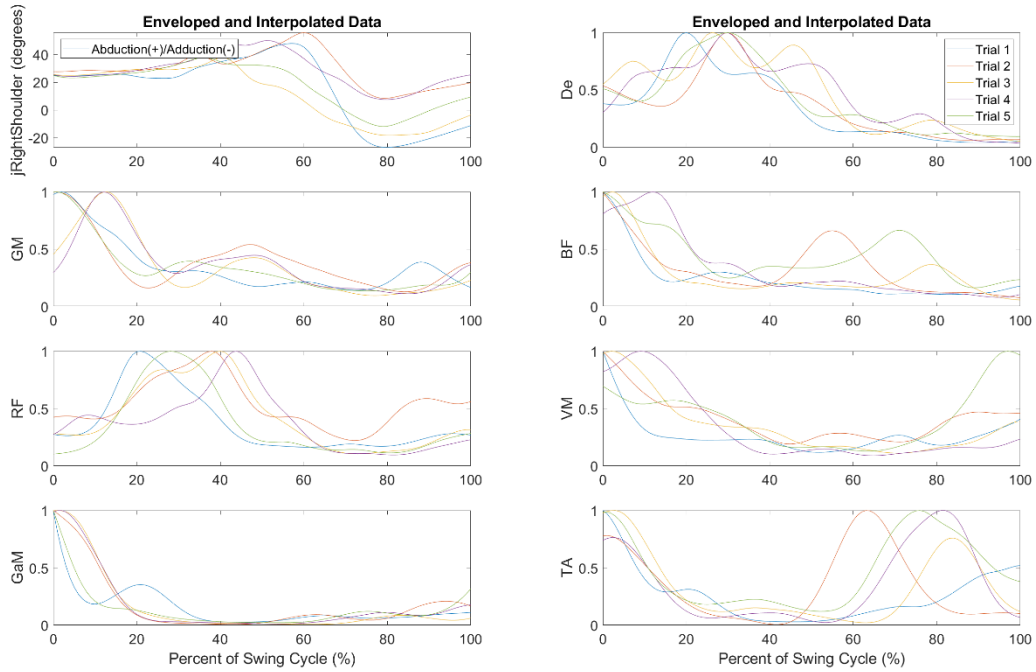 Enveloped and Interpolated Data
jRightShoulder (degrees)
40
20
0
-20
Abduction(+)/Adduction(-)
0 20 40 60 80 100
Enveloped and Interpolated Data
De
1
0.5
0
Trial 1
Trial 2
Trial 3
Trial 4
Trial 5
0 20 40 60 80 100
GM
1
0.5
0
0 20 40 60 80 100
BF
1
0.5
0
0 20 40 60 80 100
RF
1
0.5
0
0 20 40 60 80 100
VM
1
0.5
0
0 20 40 60 80 100
GaM
1
0.5
0
0 20 40 60 80 100
Percent of Swing Cycle (%)
TA
1
0.5
0
0 20 40 60 80 100
Percent of Swing Cycle (%)